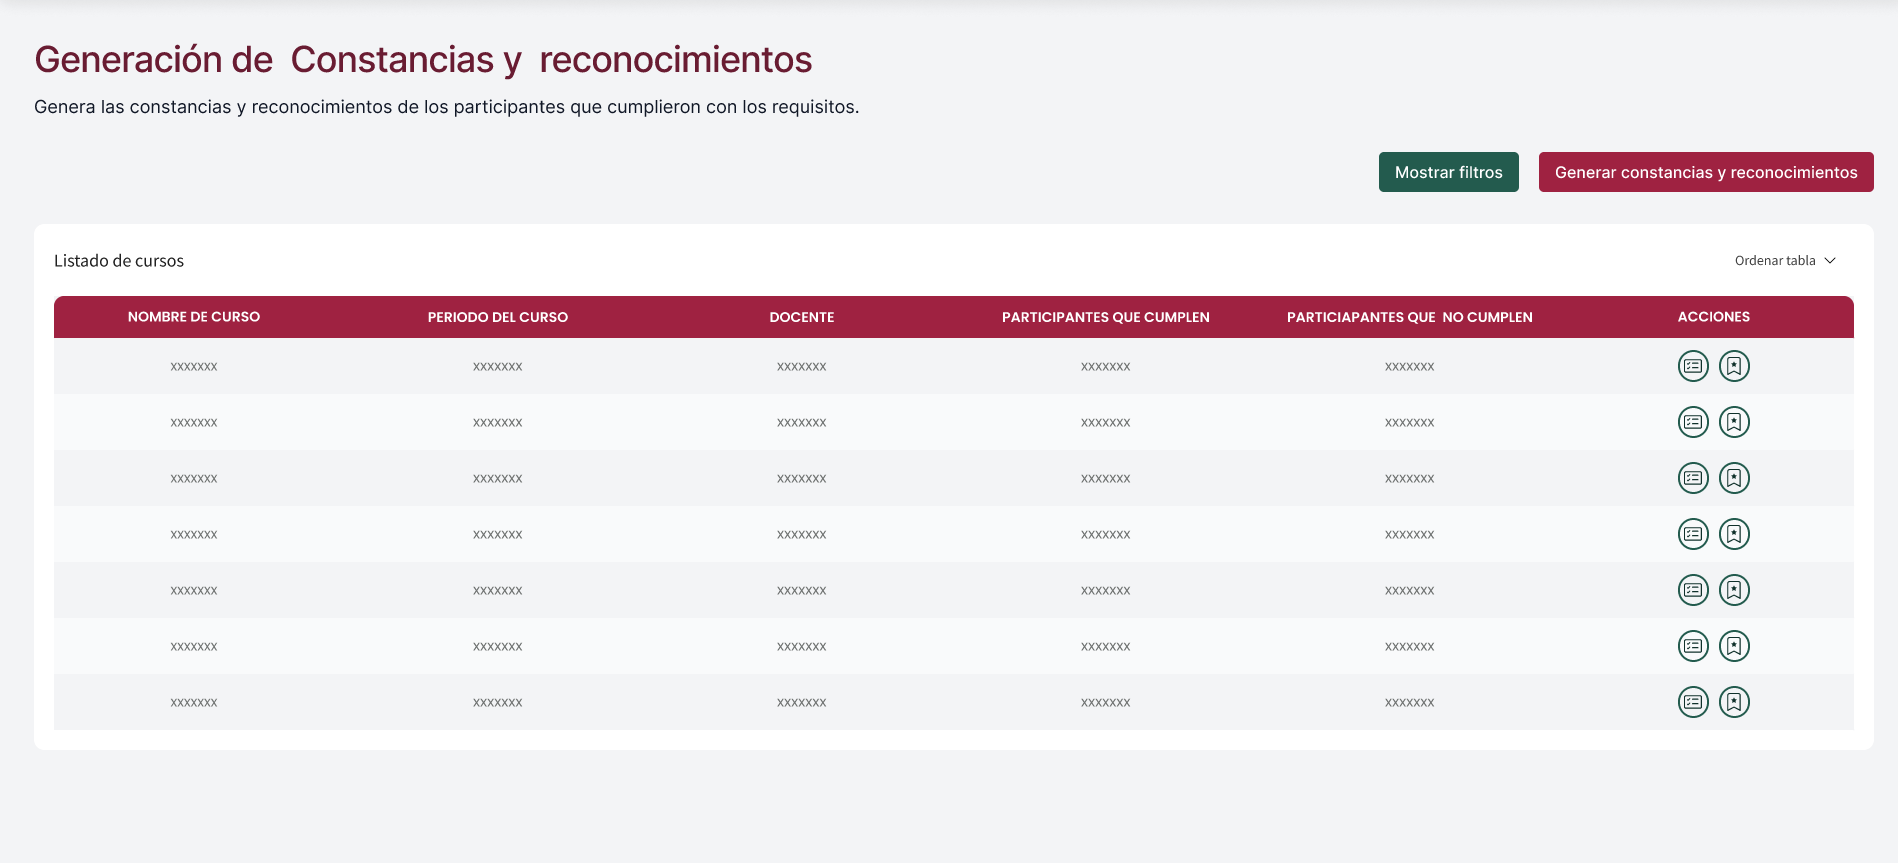 Generación de  Constancias y  reconocimientos
Genera las constancias y reconocimientos de los participantes que cumplieron con los requisitos.
Mostrar filtros Generar constancias y reconocimientos
Listado de cursos Ordenar tabla
NOMBRE DE CURSO PERIODO DEL CURSO DOCENTE PARTICIPANTES QUE CUMPLEN PARTICIAPANTES QUE  NO CUMPLEN ACCIONES
xxxxxxx xxxxxxx xxxxxxx xxxxxxx xxxxxxx
xxxxxxx xxxxxxx xxxxxxx xxxxxxx xxxxxxx
xxxxxxx xxxxxxx xxxxxxx xxxxxxx xxxxxxx
xxxxxxx xxxxxxx xxxxxxx xxxxxxx xxxxxxx
xxxxxxx xxxxxxx xxxxxxx xxxxxxx xxxxxxx
xxxxxxx xxxxxxx xxxxxxx xxxxxxx xxxxxxx
xxxxxxx xxxxxxx xxxxxxx xxxxxxx xxxxxxx